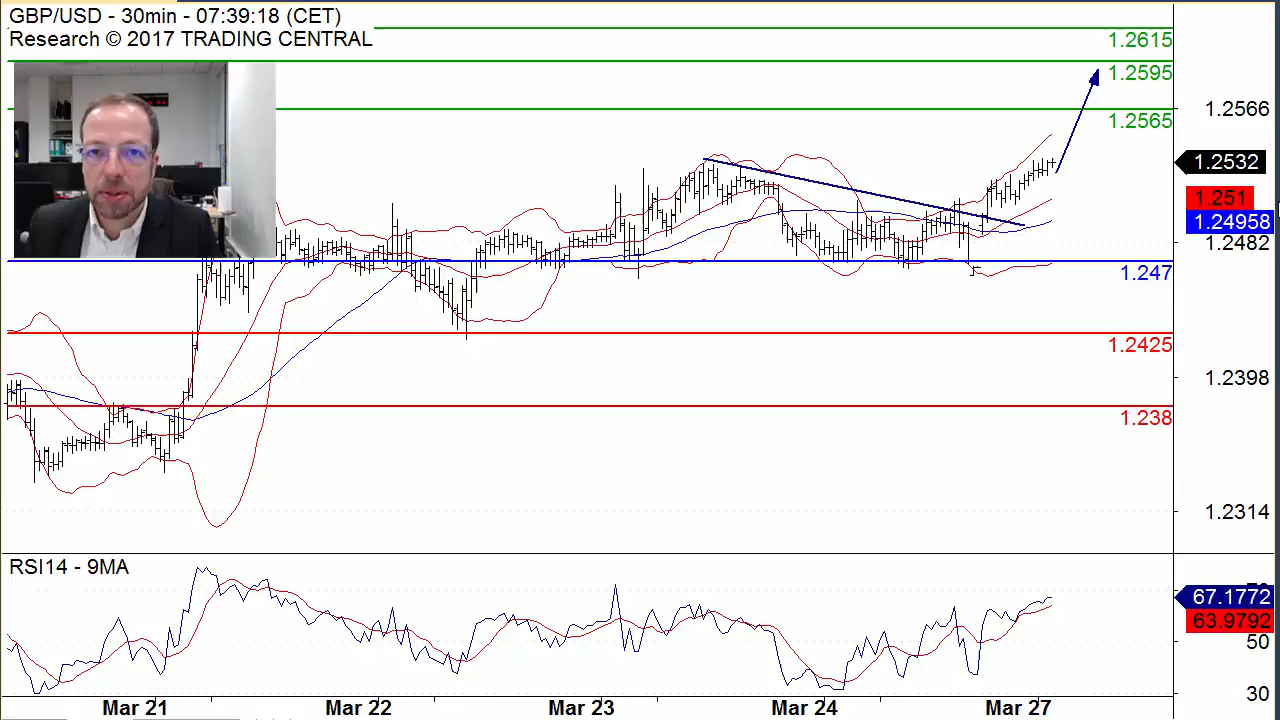 GBP/USD - 30min - 07:39:18 (CET)
Research © 2017 TRADING CENTRAL
1.2615
1.2595
1.2566
1.2565
1.2532
1.251
1.24958
1.2482
1.247
1.2425
1.2398
1.238
1.2314
RSI14 - 9MA
67.1772
63.9792
50
30
Mar 21
Mar 22
Mar 23
Mar 24
Mar 27